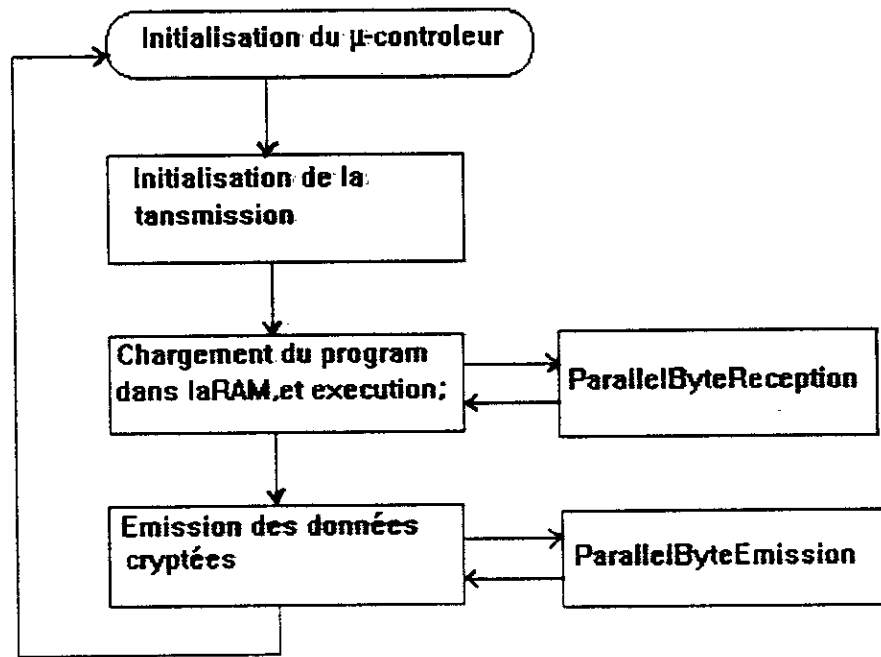 Initialisation du µ-controleur
Initialisation de la
tansmission
Chargement du program
dans laRAM,et execution;
ParallelByteReception
Emission des données
cryptées
ParallelByteEmission